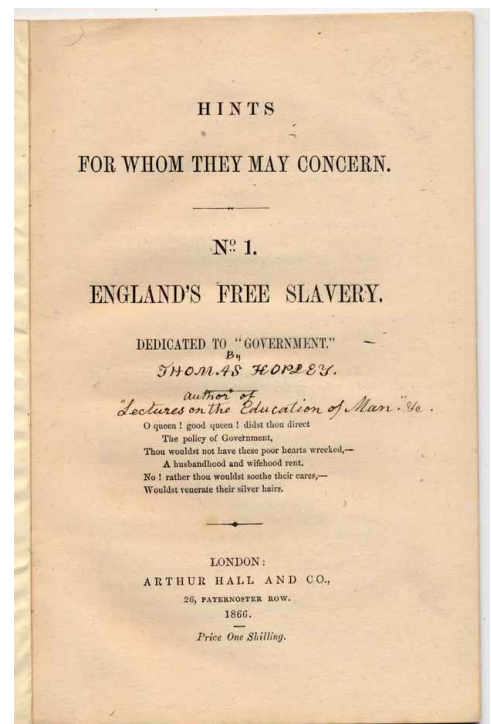 HINTS
FOR WHOM THEY MAY CONCERN.
No 1.
ENGLAND'S FREE SLAVERY.
DEDICATED TO "GOVERNMENT."
By
THOMAS HOPLEY.
author of
"Lectures on the Education of Man" &c.
O queen ! good queen ! didst thou direct
The policy of Government,
Thou wouldst not have these poor hearts wrecked,—
A husbandhood and wifehood rent.
No ! rather thou wouldst soothe their cares,—
Wouldst venerate their silver hairs.
LONDON:
ARTHUR HALL AND CO.,
26, PATERNOSTER ROW.
1866.
Price One Shilling.